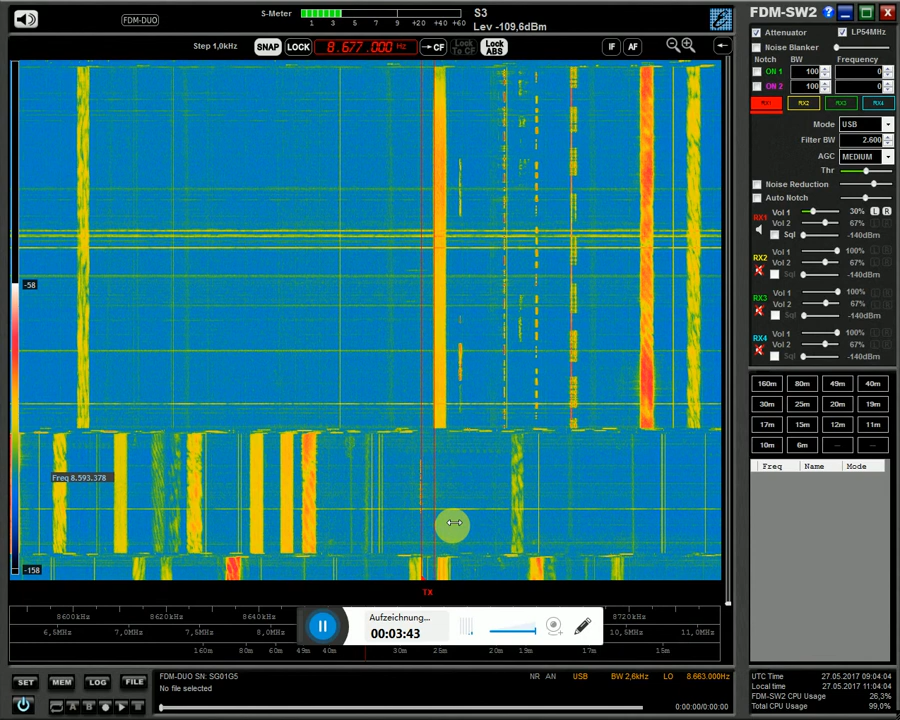 FDM-DUO
S-Meter
1 3 5 7 9 +20 +40 +60
S3
Lev -109,6dBm
FDM-SW2
?
X
Step 1,0kHz
SNAP
LOCK
8.677.000 Hz
→CF
Lock To CF
Lock ABS
IF
AF
Attenuator
LP54MHz
Noise Blanker
Notch BW Frequency
ON 1 100 0
ON 2 100 0
RX1 RX2 RX3 RX4
Mode USB
Filter BW 2.600
AGC MEDIUM
Thr
Noise Reduction
Auto Notch
RX1
Vol 1 30% L R
Vol 2 67%
Sql -140dBm
RX2
Vol 1 100% L R
Vol 2 67%
Sql -140dBm
RX3
Vol 1 100% L R
Vol 2 67%
Sql -140dBm
RX4
Vol 1 100% L R
Vol 2 67%
Sql -140dBm
160m 80m 49m 40m
30m 25m 20m 19m
17m 15m 12m 11m
10m 6m — —
Freq Name Mode
-58
Freq 8.593.378
-158
TX
8600kHz 8620kHz 8640kHz 8720kHz
6,5MHz 7,0MHz 7,5MHz 8,0MHz 10,5MHz 11,0MHz
160m 80m 60m 49m 40m 30m 25m 20m 19m 17m 15m
Aufzeichnung...
00:03:43
SET
MEM
LOG
FILE
A B
FDM-DUO SN: SG01G5
No file selected
NR AN USB BW 2,6kHz LO 8.663.000Hz
0:00:00/0:00:00
UTC Time 27.05.2017 09:04:04
Local time 27.05.2017 11:04:04
FDM-SW2 CPU Usage 26,3%
Total CPU Usage 99,0%